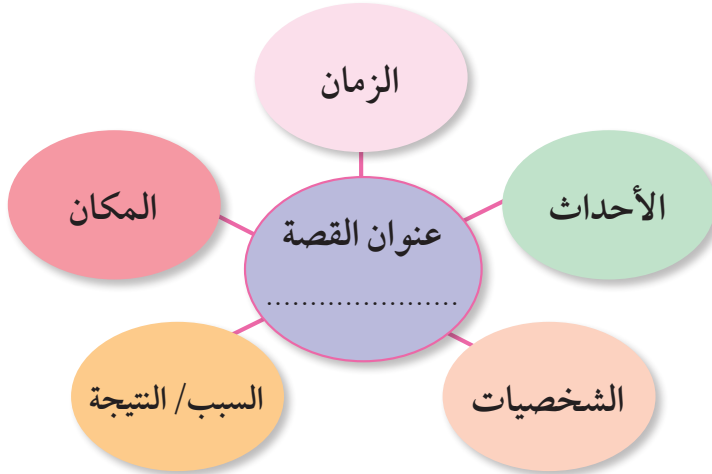 الزمان
الأحداث
المكان
عنوان القصة
......................
الشخصيات
السبب/ النتيجة